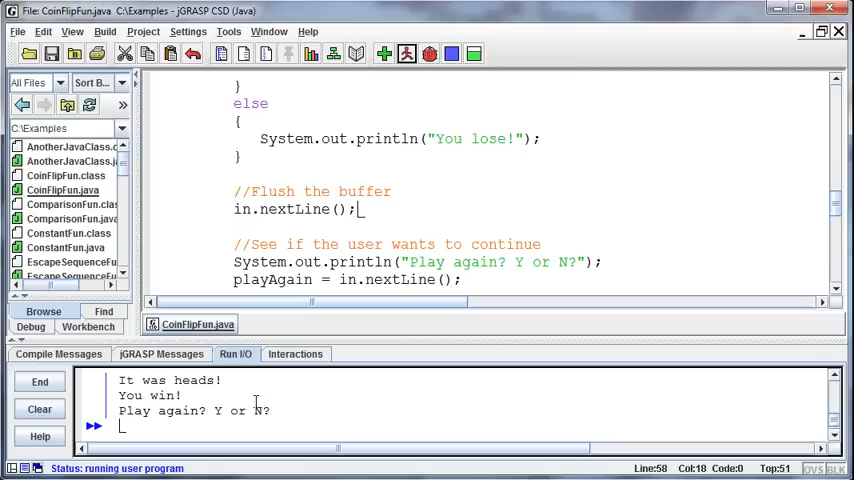 File: CoinFlipFun.java  C:\Examples - jGRASP CSD (Java)
File Edit View Build Project Settings Tools Window Help
All Files Sort B...
C:\Examples
AnotherJavaClass.c
AnotherJavaClass.ja
CoinFlipFun.class
CoinFlipFun.java
ComparisonFun.clas
ComparisonFun.java
ConstantFun.class
ConstantFun.java
EscapeSequenceFu
EscapeSequenceFu
Browse Find
Debug Workbench
}
else
{
System.out.println("You lose!");
}
//Flush the buffer
in.nextLine();
//See if the user wants to continue
System.out.println("Play again? Y or N?");
playAgain = in.nextLine();
CoinFlipFun.java
Compile Messages jGRASP Messages Run I/O Interactions
End
Clear
Help
It was heads!
You win!
Play again? Y or N?
Status: running user program
Line:58 Col:18 Code:0 Top:51 OVS BLK